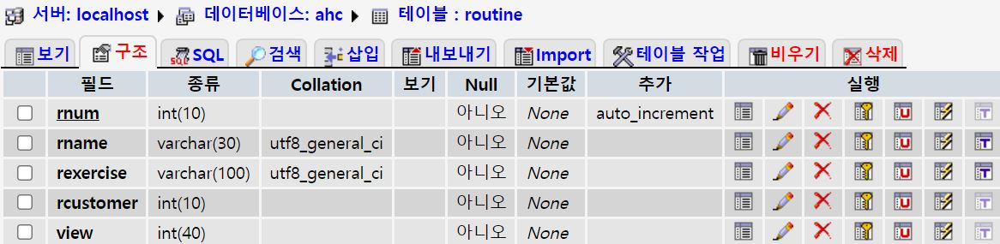 서버: localhost ▶ 데이터베이스: ahc ▶ 테이블 : routine
보기 구조 SQL 검색 삽입 내보내기 Import 테이블 작업 비우기 삭제
필드 종류 Collation 보기 Null 기본값 추가 실행
rnum int(10) 아니오 None auto_increment
rname varchar(30) utf8_general_ci 아니오 None
rexercise varchar(100) utf8_general_ci 아니오 None
rcustomer int(10) 아니오 None
view int(40) 아니오 None